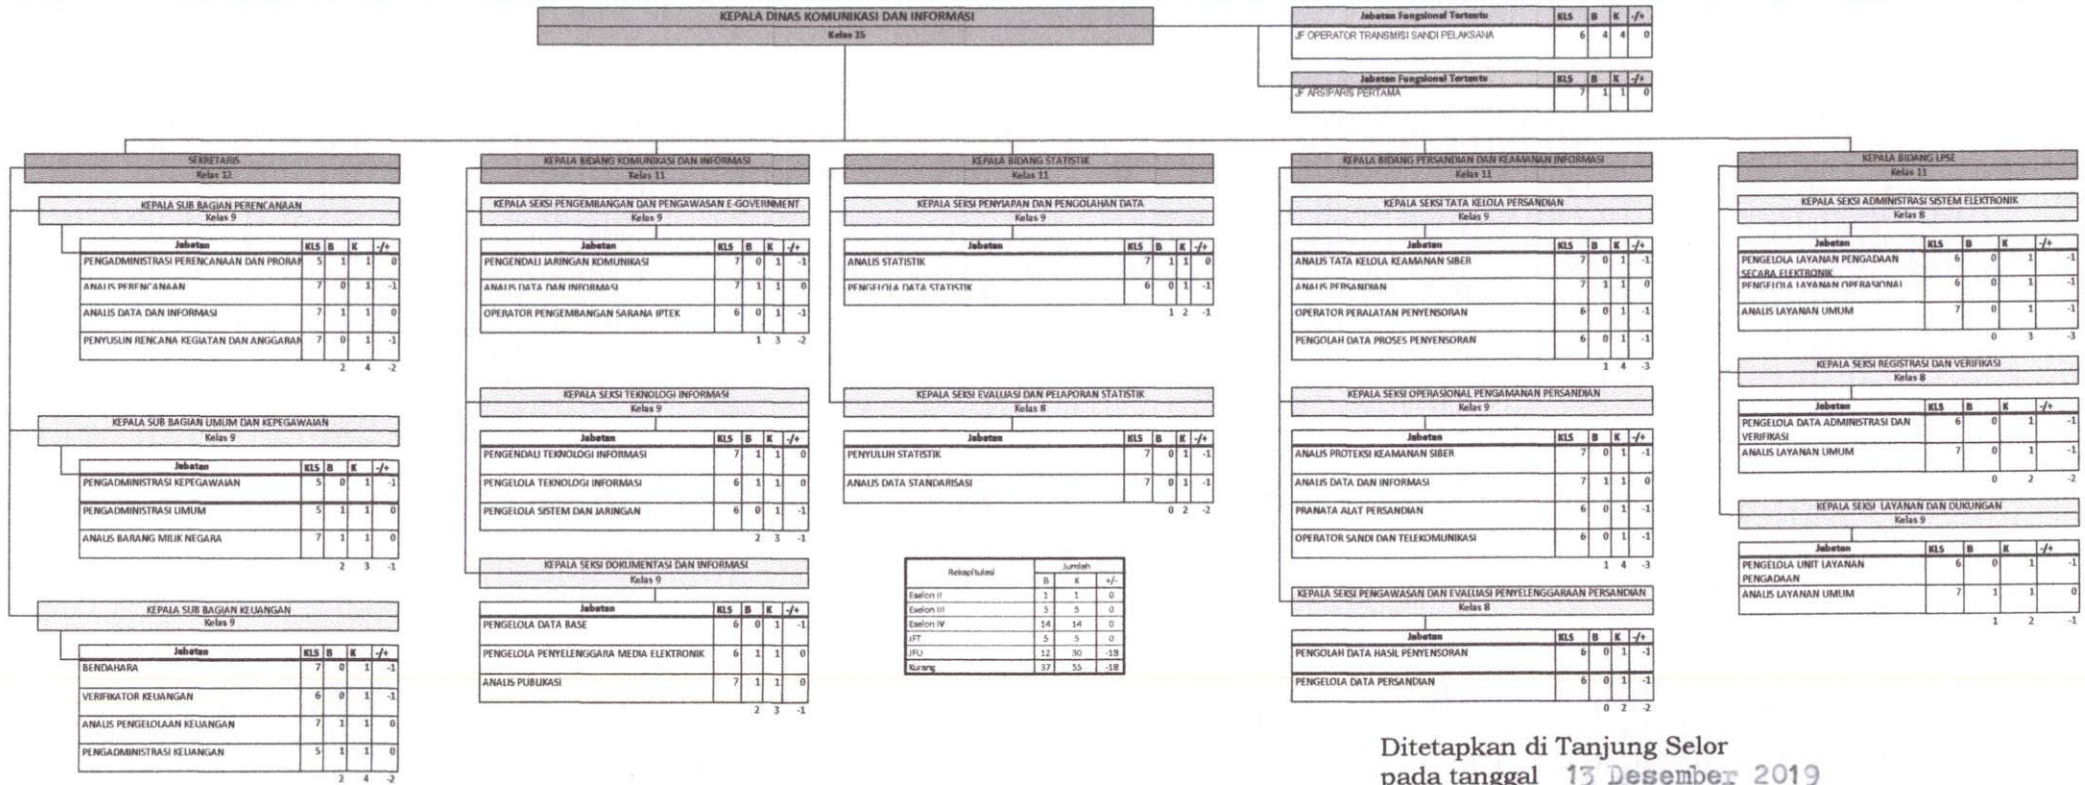 KEPALA DINAS KOMUNIKASI DAN INFORMASI
Kelas 15
Jabatan Fungsional Tertentu KLS B K -/+
JF OPERATOR TRANSMISI SANDI PELAKSANA 6 4 4 0
Jabatan Fungsional Tertentu KLS B K -/+
JF ARSIPARIS PERTAMA 7 1 1 0
SEKRETARIS
Kelas 12
KEPALA SUB BAGIAN PERENCANAAN
Kelas 9
Jabatan KLS B K -/+
PENGADMINISTRASI PERENCANAAN DAN PRORAM 5 1 1 0
ANALIS PERENCANAAN 7 0 1 -1
ANALIS DATA DAN INFORMASI 7 1 1 0
PENYUSUN RENCANA KEGIATAN DAN ANGGARAN 7 0 1 -1
2 4 -2
KEPALA SUB BAGIAN UMUM DAN KEPEGAWAIAN
Kelas 9
Jabatan KLS B K -/+
PENGADMINISTRASI KEPEGAWAIAN 5 0 1 -1
PENGADMINISTRASI UMUM 5 1 1 0
ANALIS BARANG MILIK NEGARA 7 1 1 0
2 3 -1
KEPALA SUB BAGIAN KEUANGAN
Kelas 9
Jabatan KLS B K -/+
BENDAHARA 7 0 1 -1
VERIFIKATOR KEUANGAN 6 0 1 -1
ANALIS PENGELOLAAN KEUANGAN 7 1 1 0
PENGADMINISTRASI KEUANGAN 5 1 1 0
2 4 -2
KEPALA BIDANG KOMUNIKASI DAN INFORMASI
Kelas 11
KEPALA SEKSI PENGEMBANGAN DAN PENGAWASAN E-GOVERNMENT
Kelas 9
Jabatan KLS B K -/+
PENGENDALI JARINGAN KOMUNIKASI 7 0 1 -1
ANALIS DATA DAN INFORMASI 7 1 1 0
OPERATOR PENGEMBANGAN SARANA IPTEK 6 0 1 -1
1 3 -2
KEPALA SEKSI TEKNOLOGI INFORMASI
Kelas 9
Jabatan KLS B K -/+
PENGENDALI TEKNOLOGI INFORMASI 7 1 1 0
PENGELOLA TEKNOLOGI INFORMASI 6 1 1 0
PENGELOLA SISTEM DAN JARINGAN 6 0 1 -1
2 3 -1
KEPALA SEKSI DOKUMENTASI DAN INFORMASI
Kelas 9
Jabatan KLS B K -/+
PENGELOLA DATA BASE 6 0 1 -1
PENGELOLA PENYELENGGARA MEDIA ELEKTRONIK 6 1 1 0
ANALIS PUBLIKASI 7 1 1 0
2 3 -1
KEPALA BIDANG STATISTIK
Kelas 11
KEPALA SEKSI PENYIAPAN DAN PENGOLAHAN DATA
Kelas 9
Jabatan KLS B K -/+
ANALIS STATISTIK 7 1 1 0
PENGELOLA DATA STATISTIK 6 0 1 -1
1 2 -1
KEPALA SEKSI EVALUASI DAN PELAPORAN STATISTIK
Kelas 8
Jabatan KLS B K -/+
PENYULUH STATISTIK 7 0 1 -1
ANALIS DATA STANDARISASI 7 0 1 -1
0 2 -2
Rekapitulasi Jumlah
B K +/-
Eselon II 1 1 0
Eselon III 5 5 0
Eselon IV 14 14 0
JFT 5 5 0
JFU 12 30 -18
Kurang 37 55 -18
KEPALA BIDANG PERSANDIAN DAN KEAMANAN INFORMASI
Kelas 11
KEPALA SEKSI TATA KELOLA PERSANDIAN
Kelas 9
Jabatan KLS B K -/+
ANALIS TATA KELOLA KEAMANAN SIBER 7 0 1 -1
ANALIS PERSANDIAN 7 1 1 0
OPERATOR PERALATAN PENYENSORAN 6 0 1 -1
PENGOLAH DATA PROSES PENYENSORAN 6 0 1 -1
1 4 -3
KEPALA SEKSI OPERASIONAL PENGAMANAN PERSANDIAN
Kelas 9
Jabatan KLS B K -/+
ANALIS PROTEKSI KEAMANAN SIBER 7 0 1 -1
ANALIS DATA DAN INFORMASI 7 1 1 0
PRANATA ALAT PERSANDIAN 6 0 1 -1
OPERATOR SANDI DAN TELEKOMUNIKASI 6 0 1 -1
1 4 -3
KEPALA SEKSI PENGAWASAN DAN EVALUASI PENYELENGGARAAN PERSANDIAN
Kelas 8
Jabatan KLS B K -/+
PENGOLAH DATA HASIL PENYENSORAN 6 0 1 -1
PENGELOLA DATA PERSANDIAN 6 0 1 -1
0 2 -2
KEPALA BIDANG LPSE
Kelas 11
KEPALA SEKSI ADMINISTRASI SISTEM ELEKTRONIK
Kelas 8
Jabatan KLS B K -/+
PENGELOLA LAYANAN PENGADAAN 6 0 1 -1
SECARA ELEKTRONIK
PENGELOLA LAYANAN OPERASIONAL 6 0 1 -1
ANALIS LAYANAN UMUM 7 0 1 -1
0 3 -3
KEPALA SEKSI REGISTRASI DAN VERIFIKASI
Kelas 8
Jabatan KLS B K -/+
PENGELOLA DATA ADMINISTRASI DAN 6 0 1 -1
VERIFIKASI
ANALIS LAYANAN UMUM 7 0 1 -1
0 2 -2
KEPALA SEKSI LAYANAN DAN DUKUNGAN
Kelas 9
Jabatan KLS B K -/+
PENGELOLA UNIT LAYANAN 6 0 1 -1
PENGADAAN
ANALIS LAYANAN UMUM 7 1 1 0
1 2 -1
Ditetapkan di Tanjung Selor
pada tanggal 13 Desember 2019